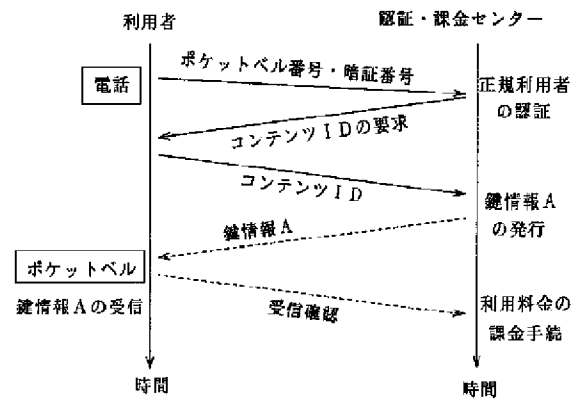 利用者
認証・課金センター
ポケットベル番号・暗証番号
電話
正規利用者
の認証
コンテンツＩＤの要求
コンテンツＩＤ
鍵情報Ａ
の発行
鍵情報Ａ
ポケットベル
鍵情報Ａの受信
受信確認
利用料金の
課金手続
時間
時間